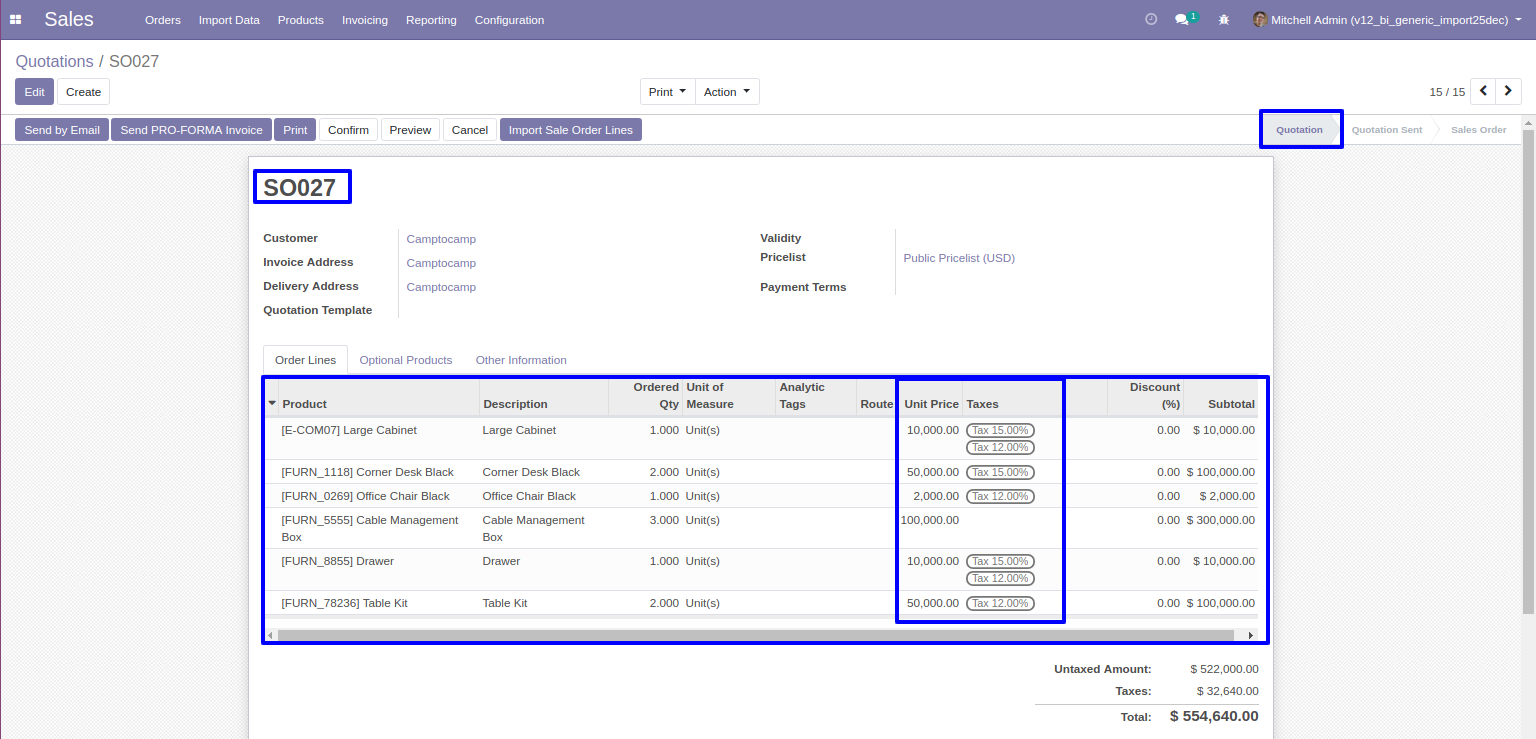 Sales Orders Import Data Products Invoicing Reporting Configuration 1 Mitchell Admin (v12_bi_generic_import25dec)
Quotations / SO027
Edit Create Print Action 15 / 15
Send by Email Send PRO-FORMA Invoice Print Confirm Preview Cancel Import Sale Order Lines Quotation Quotation Sent Sales Order
SO027
Customer Camptocamp
Invoice Address Camptocamp
Delivery Address Camptocamp
Quotation Template
Validity
Pricelist Public Pricelist (USD)
Payment Terms
Order Lines Optional Products Other Information
Product Description Ordered Qty Unit of Measure Analytic Tags Route Unit Price Taxes Discount (%) Subtotal
[E-COM07] Large Cabinet Large Cabinet 1.000 Unit(s) 10,000.00 Tax 15.00% 0.00 $ 10,000.00
Tax 12.00%
[FURN_1118] Corner Desk Black Corner Desk Black 2.000 Unit(s) 50,000.00 Tax 15.00% 0.00 $ 100,000.00
[FURN_0269] Office Chair Black Office Chair Black 1.000 Unit(s) 2,000.00 Tax 12.00% 0.00 $ 2,000.00
[FURN_5555] Cable Management Cable Management 3.000 Unit(s) 100,000.00 0.00 $ 300,000.00
Box Box
[FURN_8855] Drawer Drawer 1.000 Unit(s) 10,000.00 Tax 15.00% 0.00 $ 10,000.00
Tax 12.00%
[FURN_78236] Table Kit Table Kit 2.000 Unit(s) 50,000.00 Tax 12.00% 0.00 $ 100,000.00
Untaxed Amount: $ 522,000.00
Taxes: $ 32,640.00
Total: $ 554,640.00